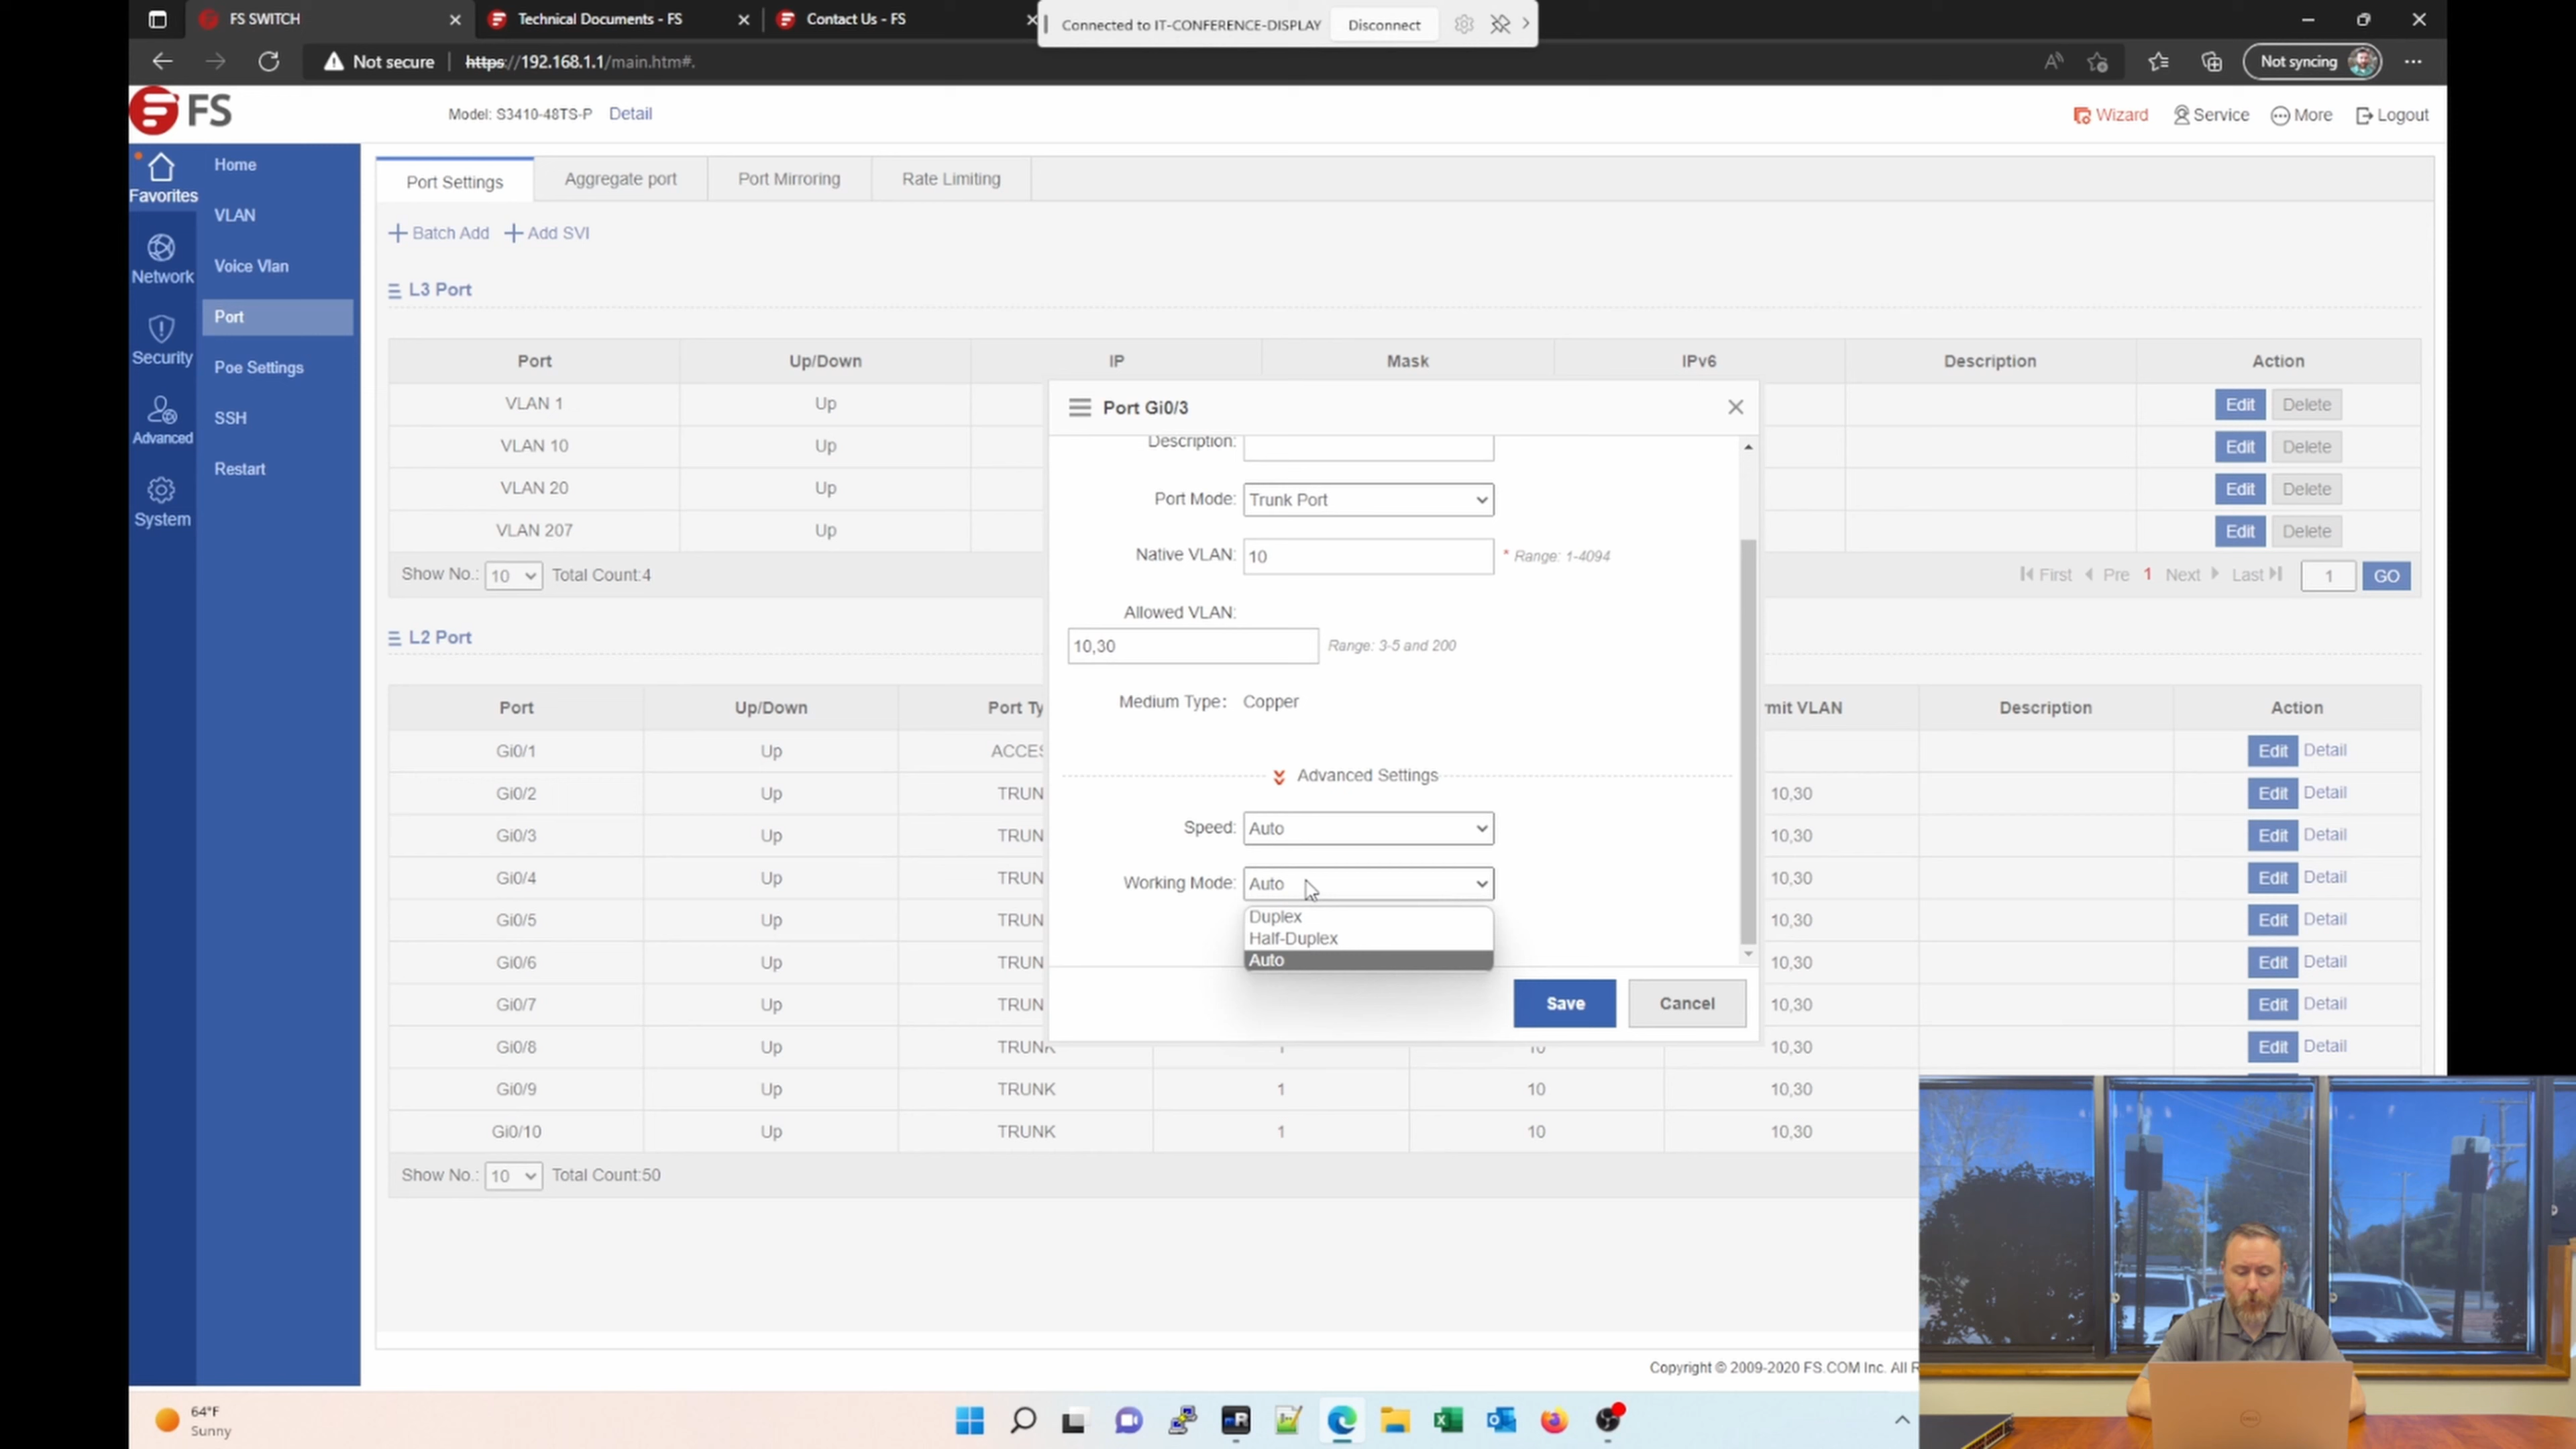 FS SWITCH
Technical Documents - FS
Contact Us - FS
Connected to IT-CONFERENCE-DISPLAY
Disconnect
Not secure
https://192.168.1.1/main.htm#.
Not syncing
FS
Model: S3410-48TS-P Detail
Wizard Service More Logout
Favorites
Network
Security
Advanced
System
Home
VLAN
Voice Vlan
Port
Poe Settings
SSH
Restart
Port Settings Aggregate port Port Mirroring Rate Limiting
Batch Add Add SVI
L3 Port
Port Up/Down IP Mask IPv6 Description Action
VLAN 1 Up Edit Delete
VLAN 10 Up Edit Delete
VLAN 20 Up Edit Delete
VLAN 207 Up Edit Delete
Show No.: 10 Total Count:4 First Pre 1 Next Last 1 GO
L2 Port
Port Up/Down Port Ty mit VLAN Description Action
Gi0/1 Up ACCES Edit Detail
Gi0/2 Up TRUN 10,30 Edit Detail
Gi0/3 Up TRUN 10,30 Edit Detail
Gi0/4 Up TRUN 10,30 Edit Detail
Gi0/5 Up TRUN 10,30 Edit Detail
Gi0/6 Up TRUN 10,30 Edit Detail
Gi0/7 Up TRUN 10,30 Edit Detail
Gi0/8 Up TRUNK 1 10 10,30 Edit Detail
Gi0/9 Up TRUNK 1 10 10,30
Gi0/10 Up TRUNK 1 10 10,30
Show No.: 10 Total Count:50
Port Gi0/3
Description:
Port Mode: Trunk Port
Native VLAN: 10 * Range: 1-4094
Allowed VLAN:
10,30 Range: 3-5 and 200
Medium Type: Copper
Advanced Settings
Speed: Auto
Working Mode: Auto
Duplex
Half-Duplex
Auto
Save Cancel
Copyright © 2009-2020 FS.COM Inc. All R
64°F
Sunny
DELL